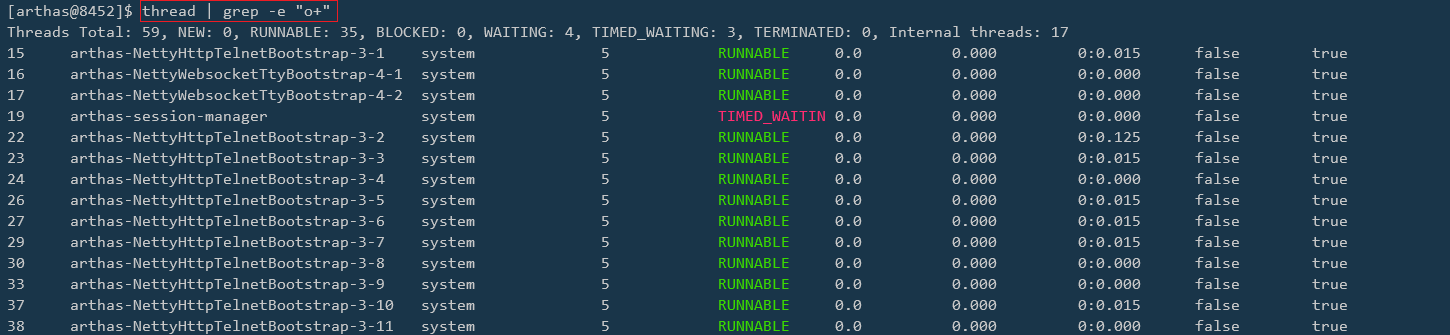 [arthas@8452]$ thread | grep -e "o+"
Threads Total: 59, NEW: 0, RUNNABLE: 35, BLOCKED: 0, WAITING: 4, TIMED_WAITING: 3, TERMINATED: 0, Internal threads: 17
15 arthas-NettyHttpTelnetBootstrap-3-1 system 5 RUNNABLE 0.0 0.000 0:0.015 false true
16 arthas-NettyWebsocketTtyBootstrap-4-1 system 5 RUNNABLE 0.0 0.000 0:0.000 false true
17 arthas-NettyWebsocketTtyBootstrap-4-2 system 5 RUNNABLE 0.0 0.000 0:0.000 false true
19 arthas-session-manager system 5 TIMED_WAITIN 0.0 0.000 0:0.000 false true
22 arthas-NettyHttpTelnetBootstrap-3-2 system 5 RUNNABLE 0.0 0.000 0:0.125 false true
23 arthas-NettyHttpTelnetBootstrap-3-3 system 5 RUNNABLE 0.0 0.000 0:0.015 false true
24 arthas-NettyHttpTelnetBootstrap-3-4 system 5 RUNNABLE 0.0 0.000 0:0.000 false true
26 arthas-NettyHttpTelnetBootstrap-3-5 system 5 RUNNABLE 0.0 0.000 0:0.015 false true
27 arthas-NettyHttpTelnetBootstrap-3-6 system 5 RUNNABLE 0.0 0.000 0:0.015 false true
29 arthas-NettyHttpTelnetBootstrap-3-7 system 5 RUNNABLE 0.0 0.000 0:0.015 false true
30 arthas-NettyHttpTelnetBootstrap-3-8 system 5 RUNNABLE 0.0 0.000 0:0.000 false true
33 arthas-NettyHttpTelnetBootstrap-3-9 system 5 RUNNABLE 0.0 0.000 0:0.000 false true
37 arthas-NettyHttpTelnetBootstrap-3-10 system 5 RUNNABLE 0.0 0.000 0:0.015 false true
38 arthas-NettyHttpTelnetBootstrap-3-11 system 5 RUNNABLE 0.0 0.000 0:0.000 false true